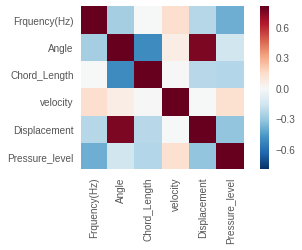 Frquency(Hz)
Angle
Chord_Length
velocity
Displacement
Pressure_level
Frquency(Hz)
Angle
Chord_Length
velocity
Displacement
Pressure_level
0.6
0.3
0.0
−0.3
−0.6